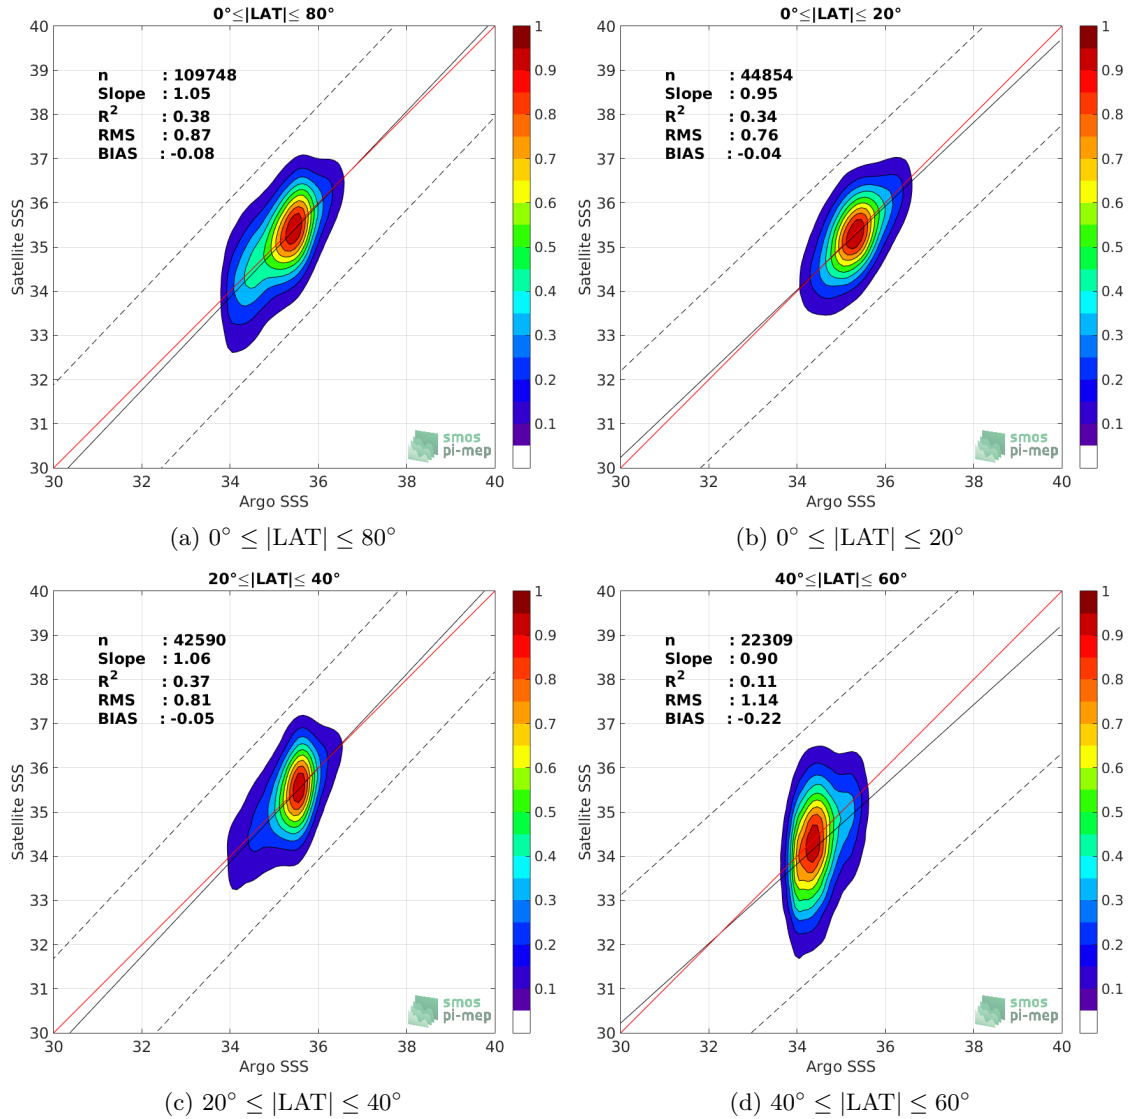 0°≤|LAT|≤ 80°
40
39
38
37
36
35
34
33
32
31
30
Satellite SSS
n : 109748
Slope : 1.05
R² : 0.38
RMS : 0.87
BIAS : -0.08
smos
pi-mep
30 32 34 36 38 40
Argo SSS
1
0.9
0.8
0.7
0.6
0.5
0.4
0.3
0.2
0.1
(a) 0° ≤ |LAT| ≤ 80°
0°≤|LAT|≤ 20°
40
39
38
37
36
35
34
33
32
31
30
Satellite SSS
n : 44854
Slope : 0.95
R² : 0.34
RMS : 0.76
BIAS : -0.04
smos
pi-mep
30 32 34 36 38 40
Argo SSS
1
0.9
0.8
0.7
0.6
0.5
0.4
0.3
0.2
0.1
(b) 0° ≤ |LAT| ≤ 20°
20°≤|LAT|≤ 40°
40
39
38
37
36
35
34
33
32
31
30
Satellite SSS
n : 42590
Slope : 1.06
R² : 0.37
RMS : 0.81
BIAS : -0.05
smos
pi-mep
30 32 34 36 38 40
Argo SSS
1
0.9
0.8
0.7
0.6
0.5
0.4
0.3
0.2
0.1
(c) 20° ≤ |LAT| ≤ 40°
40°≤|LAT|≤ 60°
40
39
38
37
36
35
34
33
32
31
30
Satellite SSS
n : 22309
Slope : 0.90
R² : 0.11
RMS : 1.14
BIAS : -0.22
smos
pi-mep
30 32 34 36 38 40
Argo SSS
1
0.9
0.8
0.7
0.6
0.5
0.4
0.3
0.2
0.1
(d) 40° ≤ |LAT| ≤ 60°